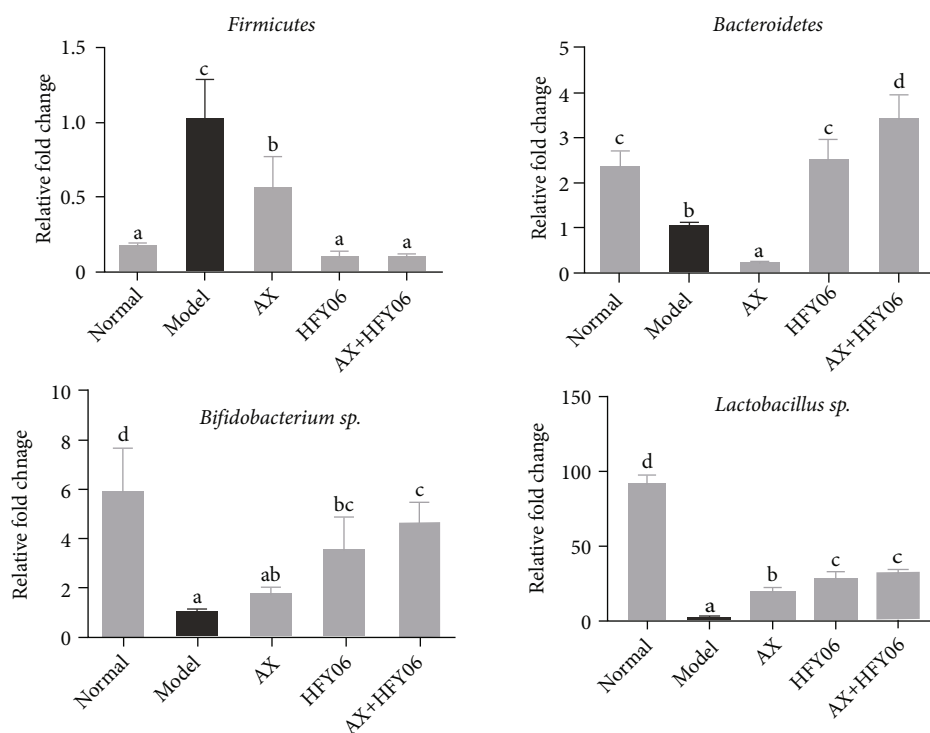 Firmicutes
Relative fold change
1.5
1.0
0.5
0
a
c
b
a
a
Normal
Model
AX
HFY06
AX+HFY06
Bacteroidetes
Relative fold change
5
4
3
2
1
0
c
b
a
c
d
Normal
Model
AX
HFY06
AX+HFY06
Bifidobacterium sp.
Relative fold chnage
10
8
6
4
2
0
d
a
ab
bc
c
Normal
Model
AX
HFY06
AX+HFY06
Lactobacillus sp.
Relative fold change
150
100
50
0
d
a
b
c
c
Normal
Model
AX
HFY06
AX+HFY06